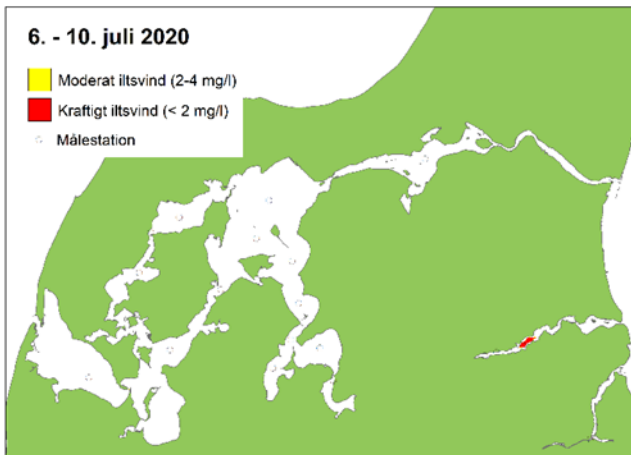 6. - 10. juli 2020
Moderat iltsvind (2-4 mg/l)
Kraftigt iltsvind (< 2 mg/l)
Målestation